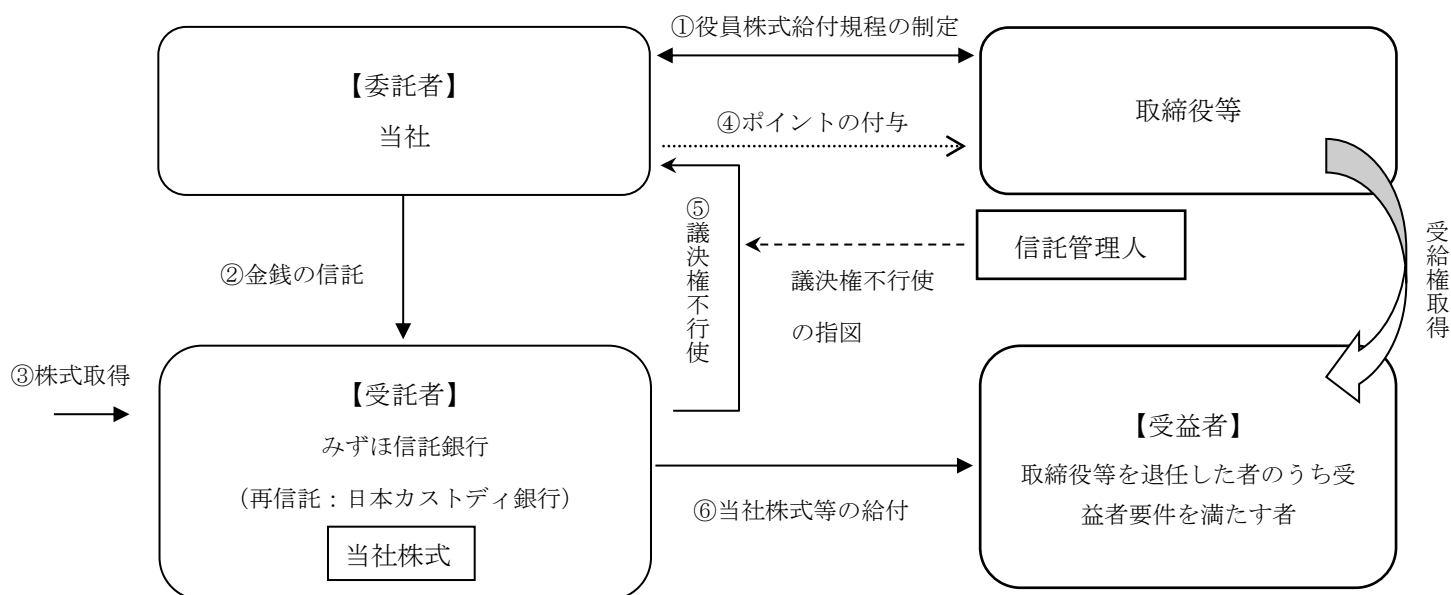 ①役員株式給付規程の制定
【委託者】
当社
取締役等
④ポイントの付与
⑤議決権不行使
信託管理人
議決権不行使
の指図
受給権取得
②金銭の信託
③株式取得
【受託者】
みずほ信託銀行
（再信託：日本カストディ銀行）
当社株式
⑥当社株式等の給付
【受益者】
取締役等を退任した者のうち受
益者要件を満たす者